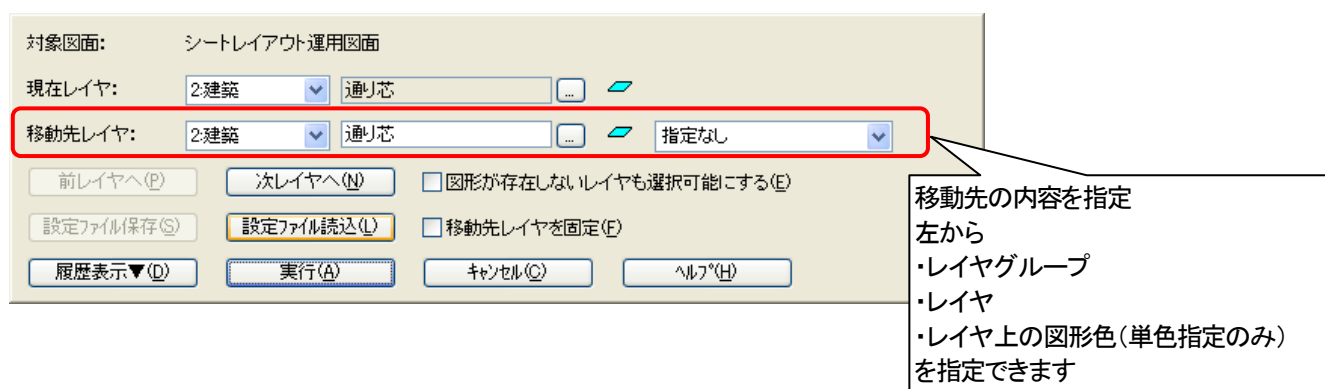 対象図面: シートレイアウト運用図面
現在レイヤ: 2:建築 通り芯 ...
移動先レイヤ: 2:建築 通り芯 ... 指定なし
前レイヤへ(P) 次レイヤへ(N) 図形が存在しないレイヤも選択可能にする(E)
設定ファイル保存(S) 設定ファイル読込(L) 移動先レイヤを固定(F)
履歴表示▼(D) 実行(A) キャンセル(C) ヘルプ(H)
移動先の内容を指定
左から
・レイヤグループ
・レイヤ
・レイヤ上の図形色(単色指定のみ)
を指定できます